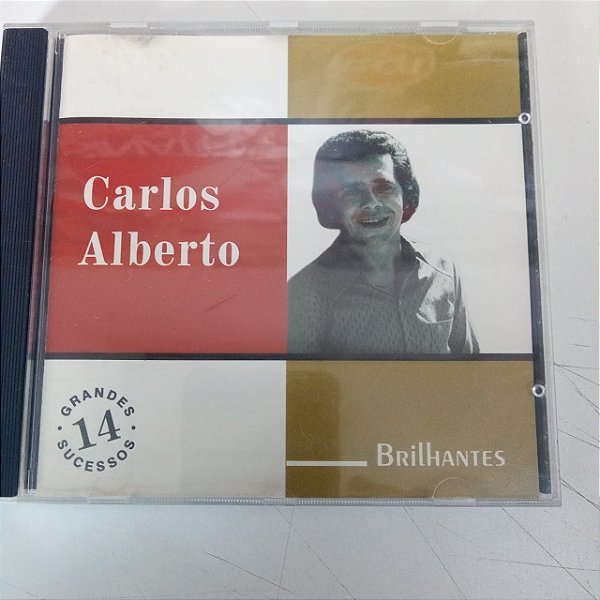 Carlos
Alberto
GRANDES
14
SUCESSOS
BRILHANTES